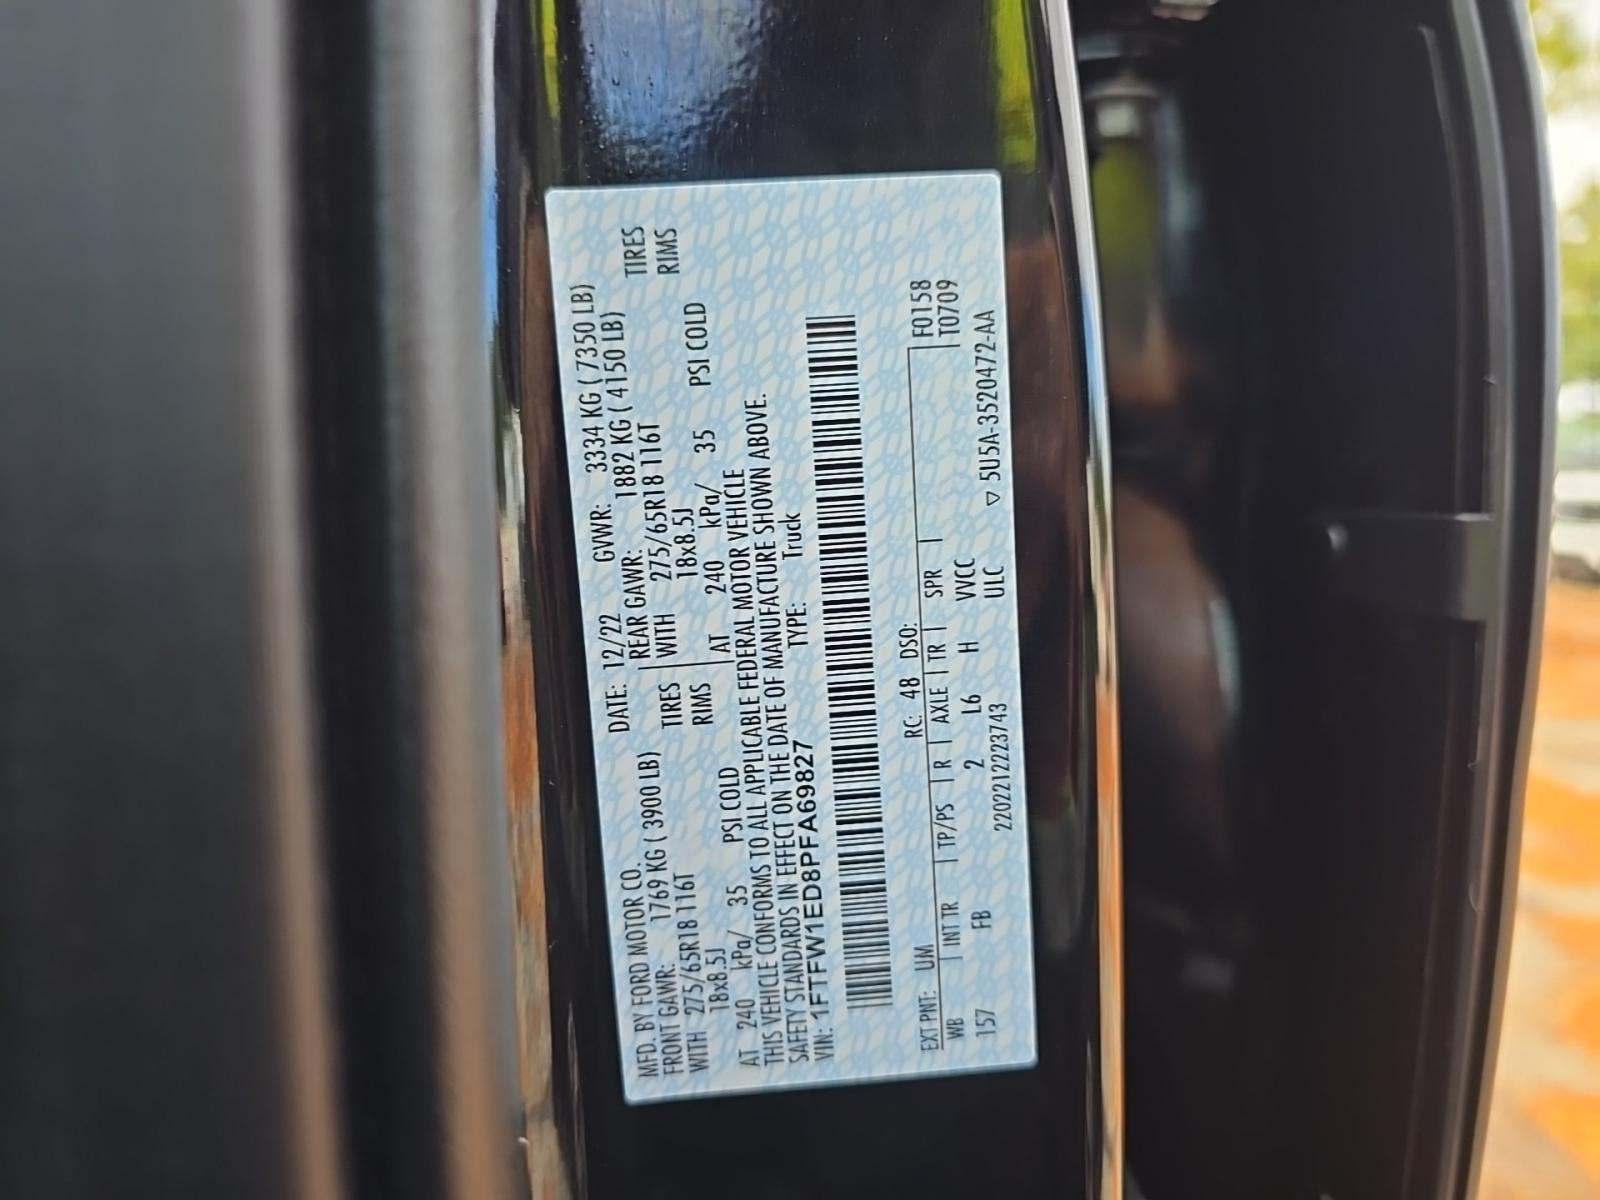 MFD. BY FORD MOTOR CO. DATE: 12/22 GVWR: 3334 KG ( 7350 LB)
FRONT GAWR: 1769 KG ( 3900 LB) REAR GAWR: 1882 KG ( 4150 LB)
WITH 275/65R18 116T TIRES WITH 275/65R18 116T TIRES
18x8.5J RIMS 18x8.5J RIMS
AT 240 kPa/ 35 PSI COLD AT 240 kPa/ 35 PSI COLD
THIS VEHICLE CONFORMS TO ALL APPLICABLE FEDERAL MOTOR VEHICLE
SAFETY STANDARDS IN EFFECT ON THE DATE OF MANUFACTURE SHOWN ABOVE.
VIN: 1FTFW1ED8PFA69827 TYPE: Truck
EXT PNT: UM RC: 48 DSO: F0158
WB INT TR TP/PS R AXLE TR SPR T0709
157 FB 2 L6 H VVCC
220221223743 ULC ▽ 5U5A-3520472-AA